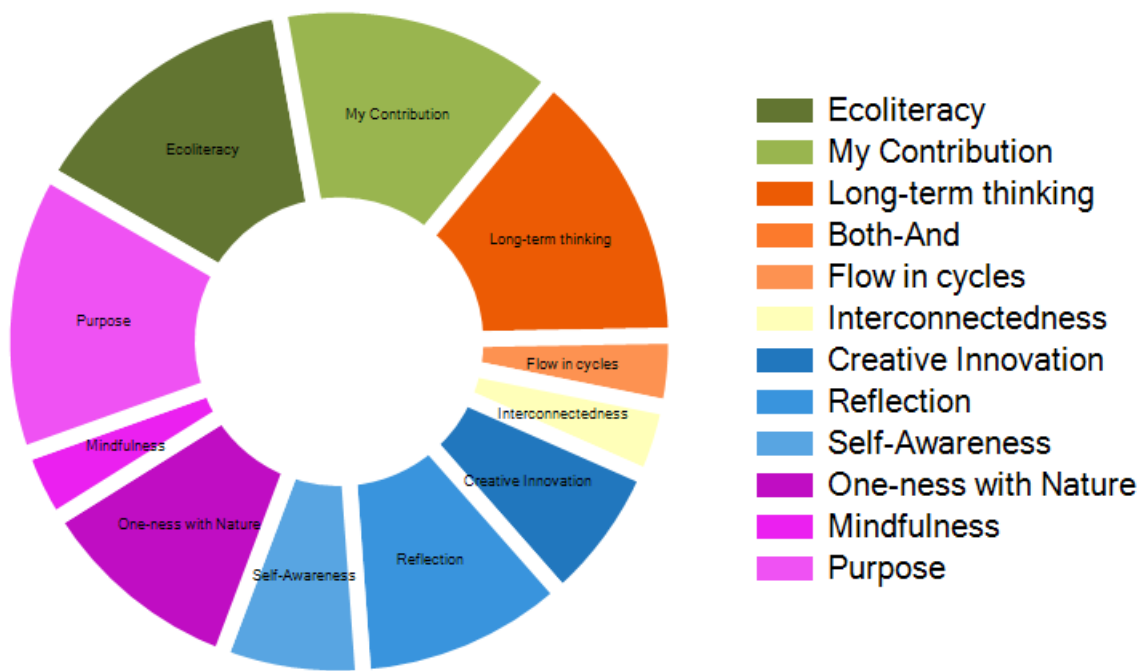 My Contribution
Ecoliteracy
Long-term thinking
Purpose
Flow in cycles
Interconnectedness
Mindfulness
Creative Innovation
One-ness with Nature
Reflection
Self-Awareness
Ecoliteracy
My Contribution
Long-term thinking
Both-And
Flow in cycles
Interconnectedness
Creative Innovation
Reflection
Self-Awareness
One-ness with Nature
Mindfulness
Purpose